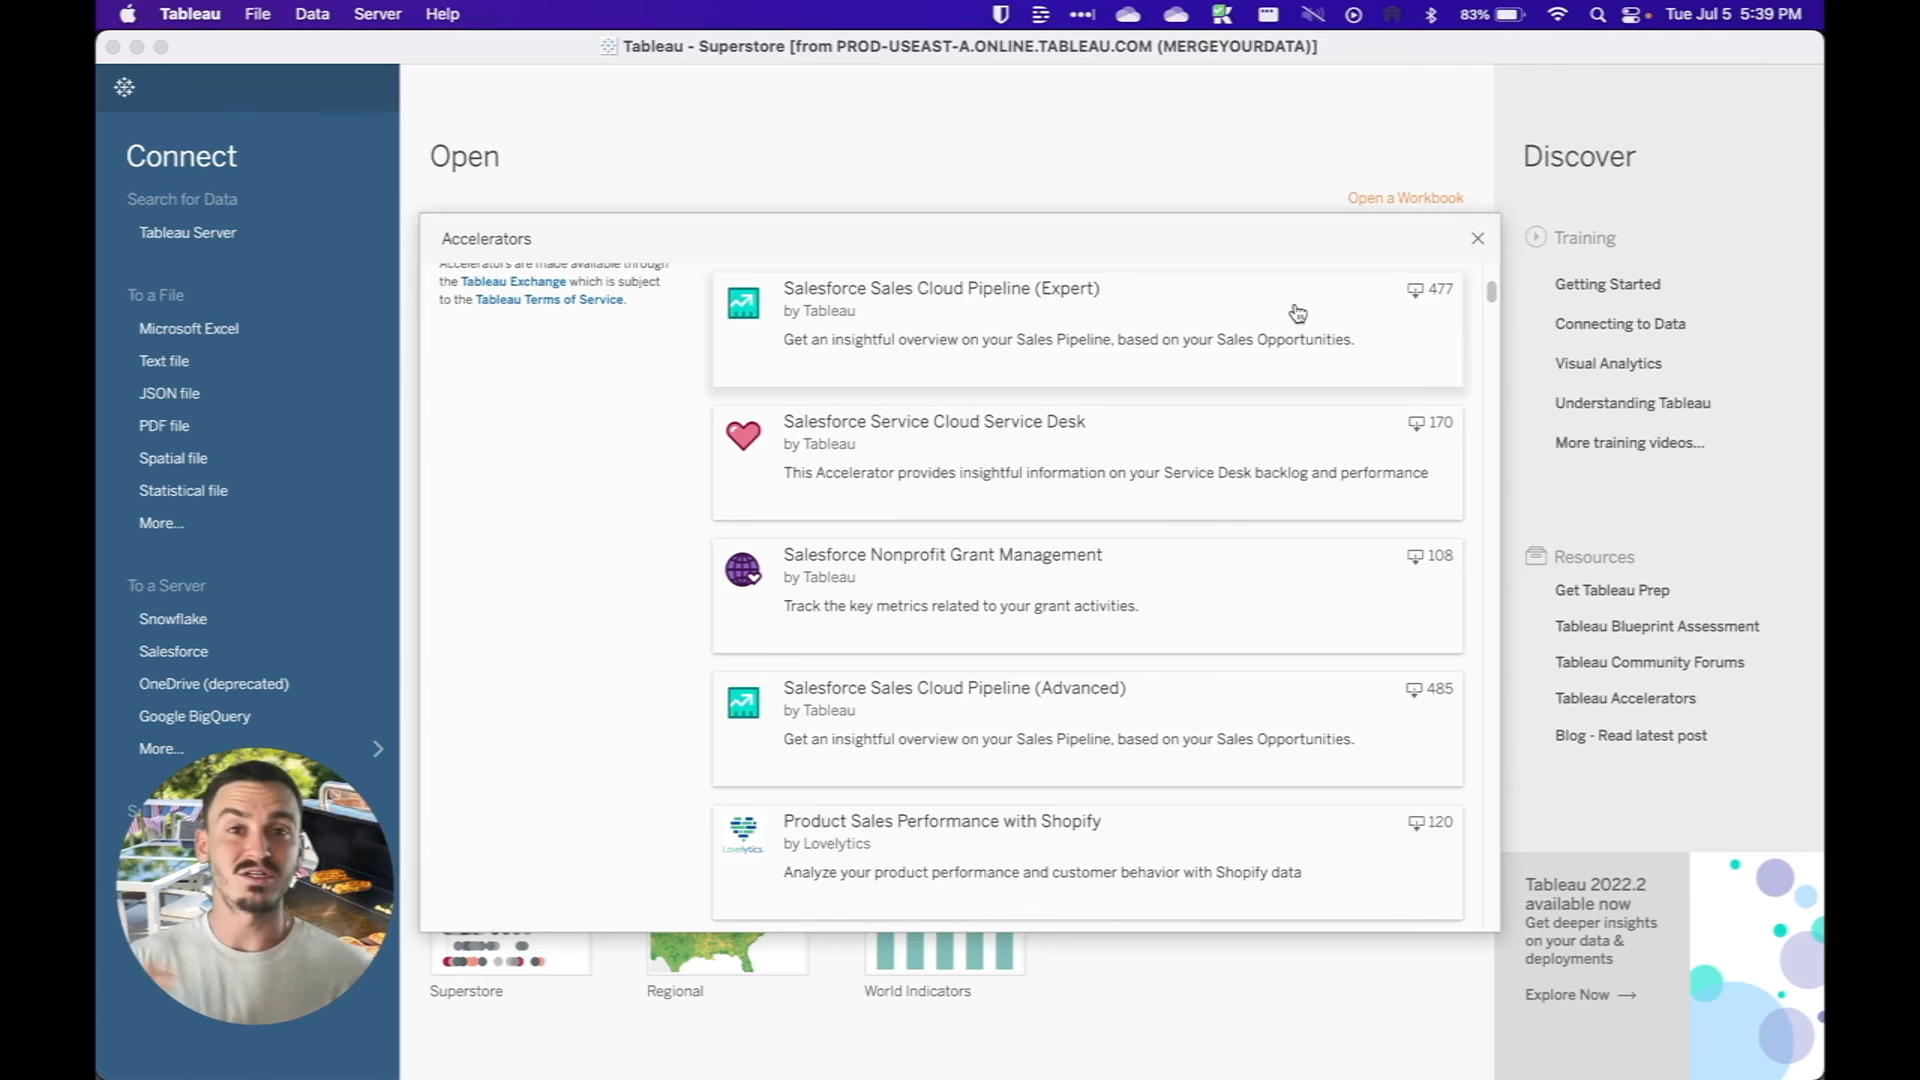 Tableau File Data Server Help
83% Tue Jul 5 5:39 PM
Tableau - Superstore [from PROD-USEAST-A.ONLINE.TABLEAU.COM (MERGEYOURDATA)]
Connect
Search for Data
Tableau Server
To a File
Microsoft Excel
Text file
JSON file
PDF file
Spatial file
Statistical file
More...
To a Server
Snowflake
Salesforce
OneDrive (deprecated)
Google BigQuery
More...
Open
Open a Workbook
Accelerators
Accelerators are made available through
the Tableau Exchange which is subject
to the Tableau Terms of Service.
Salesforce Sales Cloud Pipeline (Expert)
477
by Tableau
Get an insightful overview on your Sales Pipeline, based on your Sales Opportunities.
Salesforce Service Cloud Service Desk
170
by Tableau
This Accelerator provides insightful information on your Service Desk backlog and performance
Salesforce Nonprofit Grant Management
108
by Tableau
Track the key metrics related to your grant activities.
Salesforce Sales Cloud Pipeline (Advanced)
485
by Tableau
Get an insightful overview on your Sales Pipeline, based on your Sales Opportunities.
Lovelytics
Product Sales Performance with Shopify
120
by Lovelytics
Analyze your product performance and customer behavior with Shopify data
Superstore
Regional
World Indicators
Discover
Training
Getting Started
Connecting to Data
Visual Analytics
Understanding Tableau
More training videos...
Resources
Get Tableau Prep
Tableau Blueprint Assessment
Tableau Community Forums
Tableau Accelerators
Blog - Read latest post
Tableau 2022.2
available now
Get deeper insights
on your data &
deployments
Explore Now →